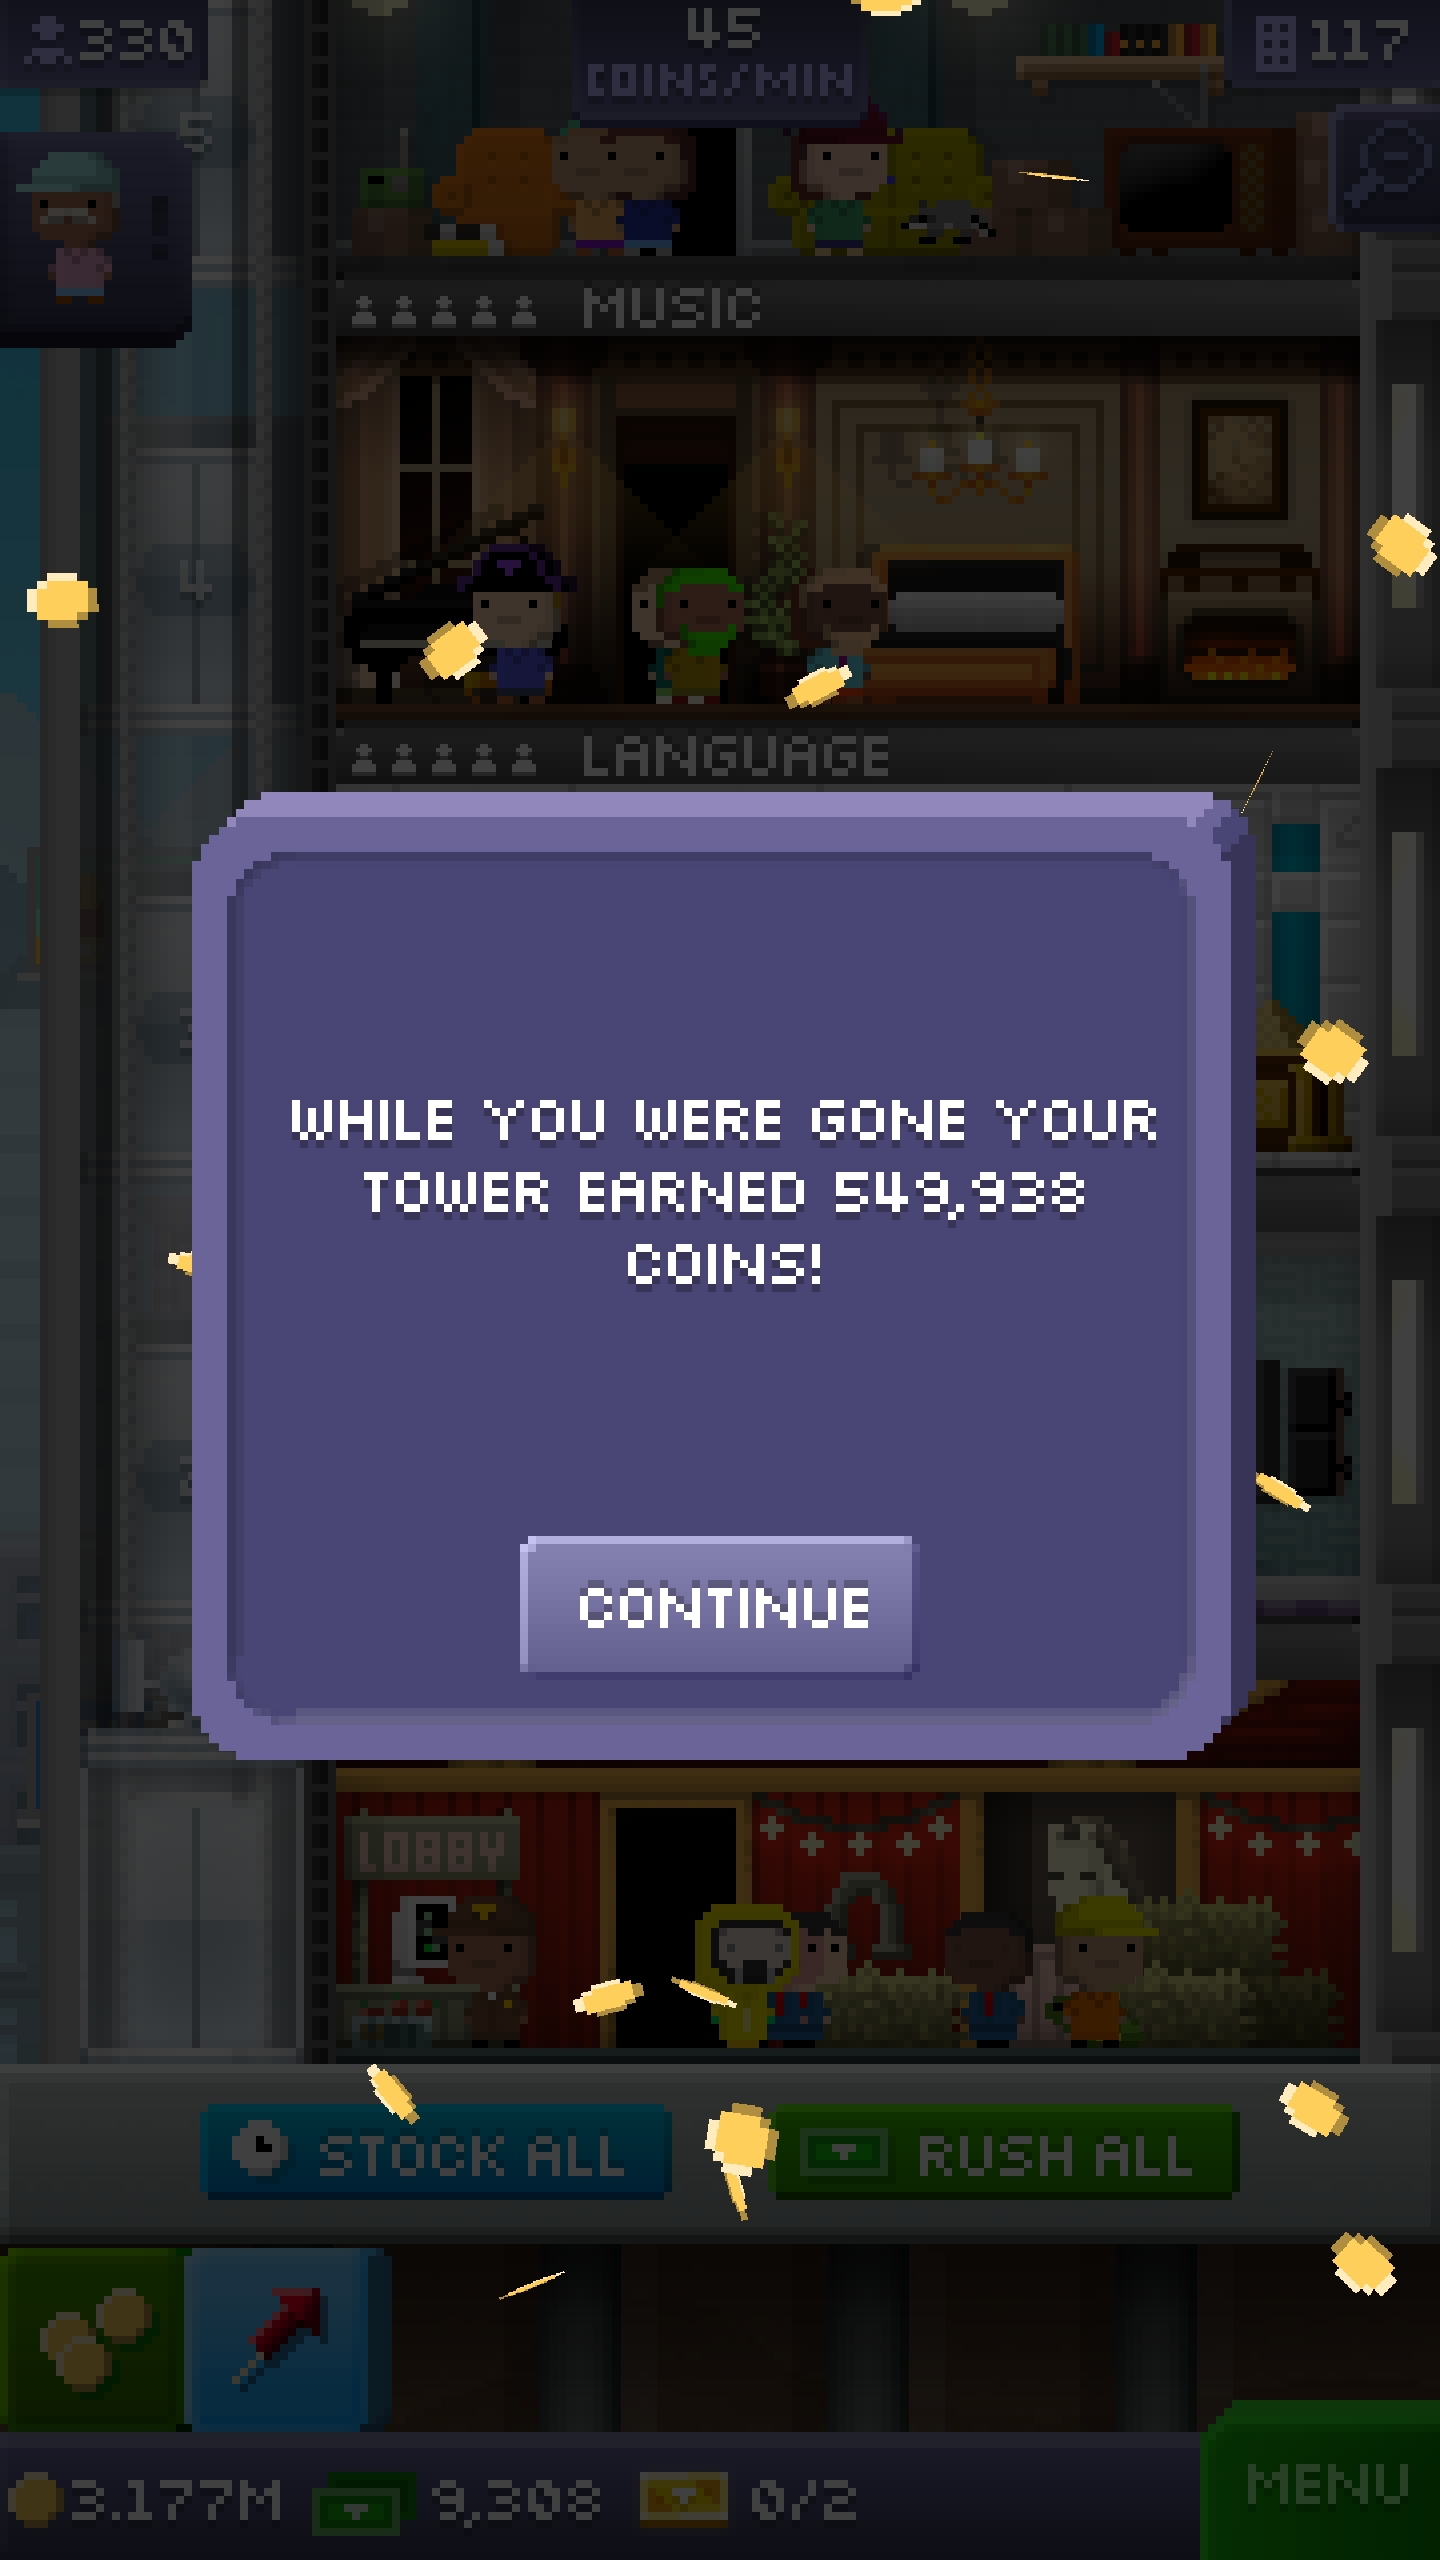 330
45
COINS/MIN
117
5
MUSIC
4
LANGUAGE
WHILE YOU WERE GONE YOUR
TOWER EARNED 549,938
COINS!
CONTINUE
LOBBY
STOCK ALL
RUSH ALL
3.177M
9,308
0/2
MENU